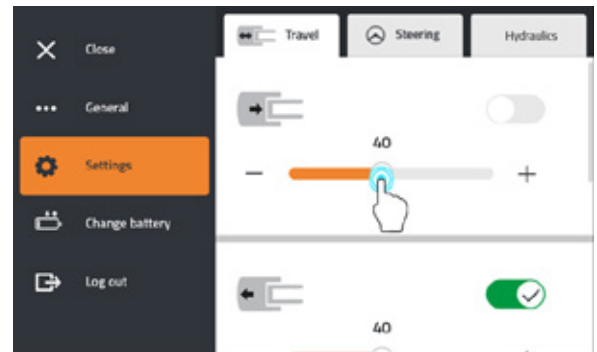 Close
General
Settings
Change battery
Log out
Travel
Steering
Hydraulics
40
40